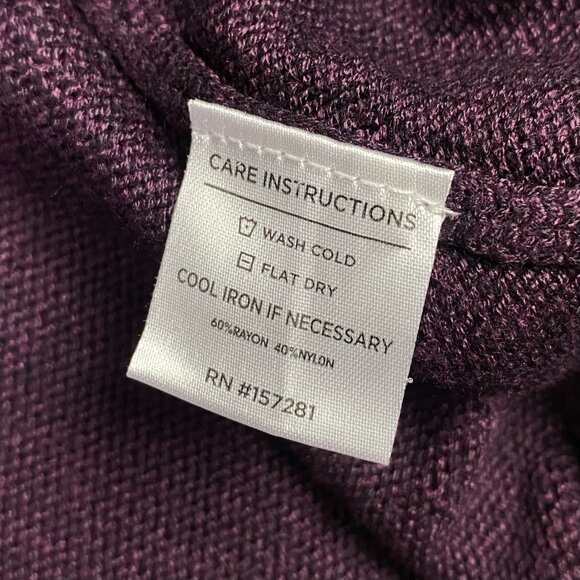 CARE INSTRUCTIONS
WASH COLD
FLAT DRY
COOL IRON IF NECESSARY
60%RAYON 40%NYLON
RN #157281